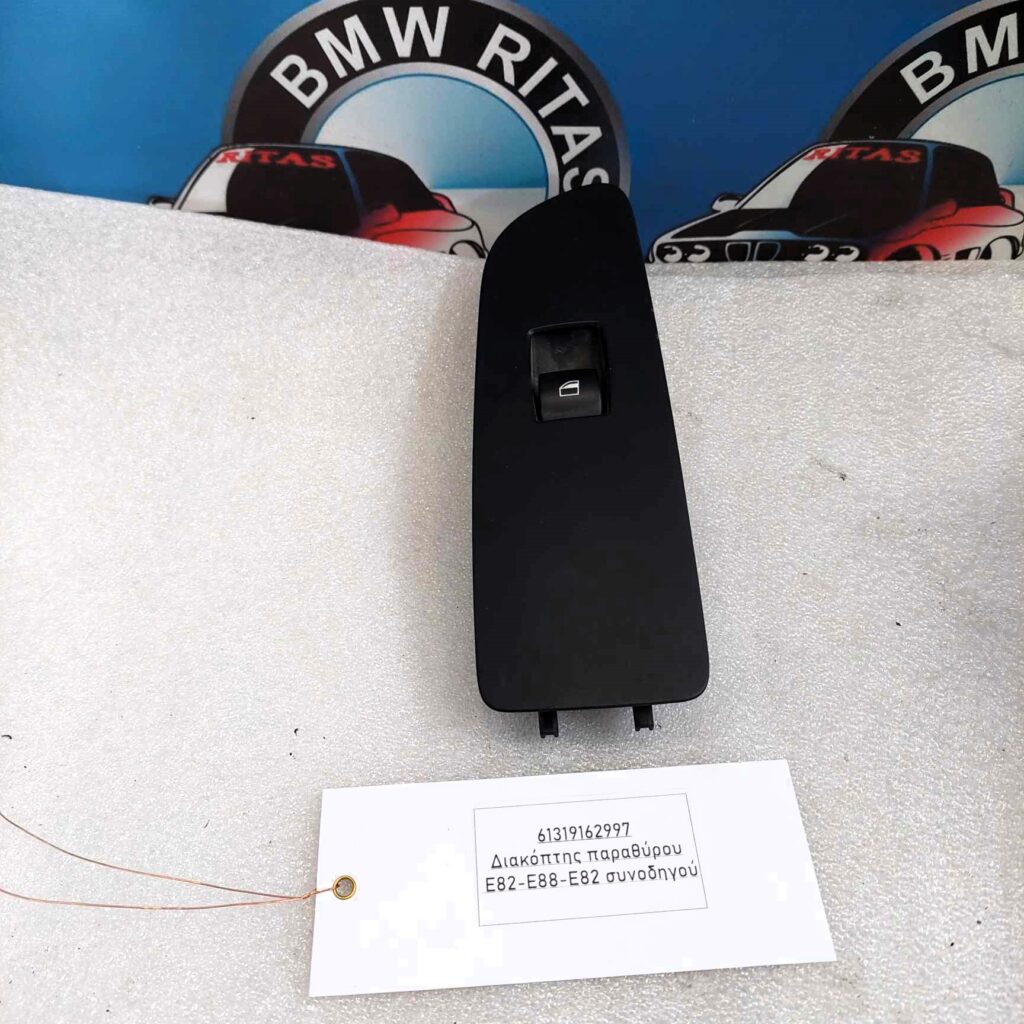 BMW RITAS
BM
RITAS
RITAS
61319162997
Διακόπτης παραθύρου
E82-E88-E82 συνοδηγού